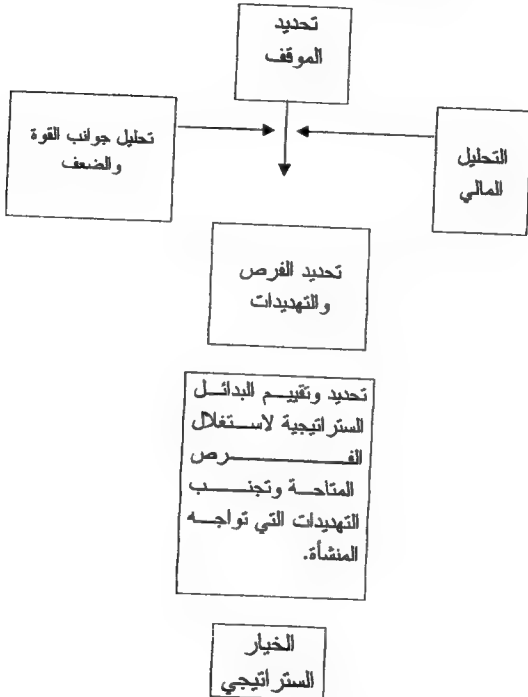 تحديد
الموقف
تحليل جوانب القوة
والضعف
التحليل
المالي
تحديد الفرص
والتهديدات
تحديد وتقييم البدائل
الستراتيجية لاستغلال
الفرص
المتاحة وتجنب
التهديدات التي تواجه
المنشأة.
الخيار
الستراتيجي